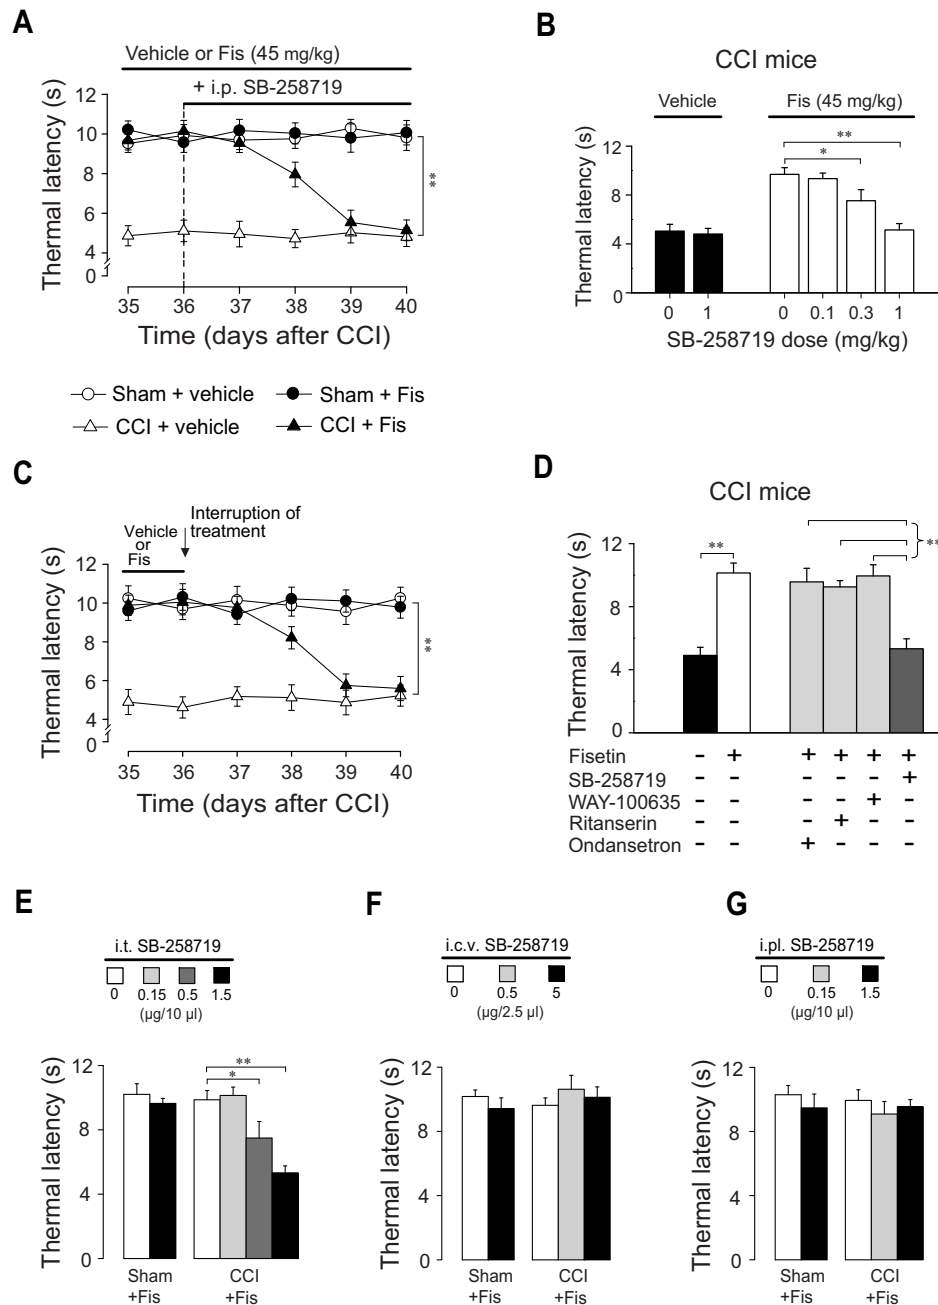 A
Vehicle or Fis (45 mg/kg)
+ i.p. SB-258719
Thermal latency (s)
12
10
8
6
4
0
**
35 36 37 38 39 40
Time (days after CCI)
Sham + vehicle
Sham + Fis
CCI + vehicle
CCI + Fis
B
CCI mice
Vehicle
Fis (45 mg/kg)
Thermal latency (s)
12
8
4
0
**
*
0 1 0 0.1 0.3 1
SB-258719 dose (mg/kg)
C
Vehicle
or
Fis
Interruption of
treatment
Thermal latency (s)
12
10
8
6
4
0
**
35 36 37 38 39 40
Time (days after CCI)
D
CCI mice
Thermal latency (s)
12
8
4
0
**
**
Fisetin - + + + + +
SB-258719 - - - - - +
WAY-100635 - - - - + -
Ritanserin - - - + - -
Ondansetron - - + - - -
E
i.t. SB-258719
0 0.15 0.5 1.5
(µg/10 µl)
Thermal latency (s)
12
8
4
0
**
*
Sham
+Fis
CCI
+Fis
F
i.c.v. SB-258719
0 0.5 5
(µg/2.5 µl)
Thermal latency (s)
12
8
4
0
Sham
+Fis
CCI
+Fis
G
i.pl. SB-258719
0 0.15 1.5
(µg/10 µl)
Thermal latency (s)
12
8
4
0
Sham
+Fis
CCI
+Fis